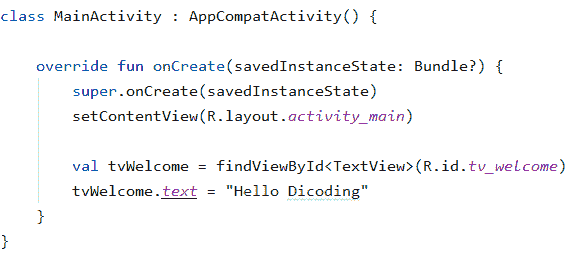 class MainActivity : AppCompatActivity() {
override fun onCreate(savedInstanceState: Bundle?) {
super.onCreate(savedInstanceState)
setContentView(R.layout.activity_main)
val tvWelcome = findViewById<TextView>(R.id.tv_welcome)
tvWelcome.text = "Hello Dicoding"
}
}